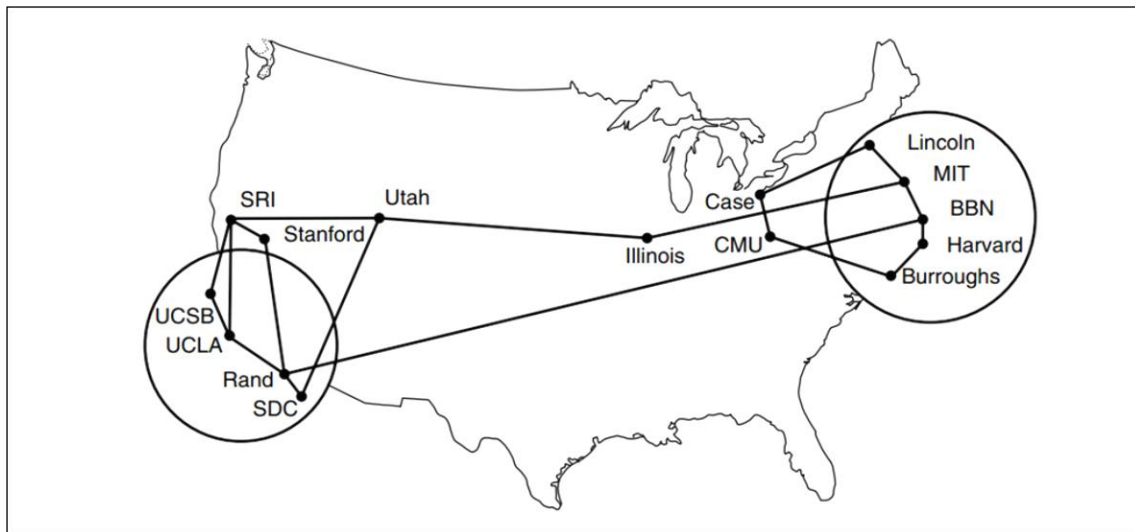 SRI
Utah
Stanford
UCSB
UCLA
Rand
SDC
Illinois
Case
CMU
Lincoln
MIT
BBN
Harvard
Burroughs